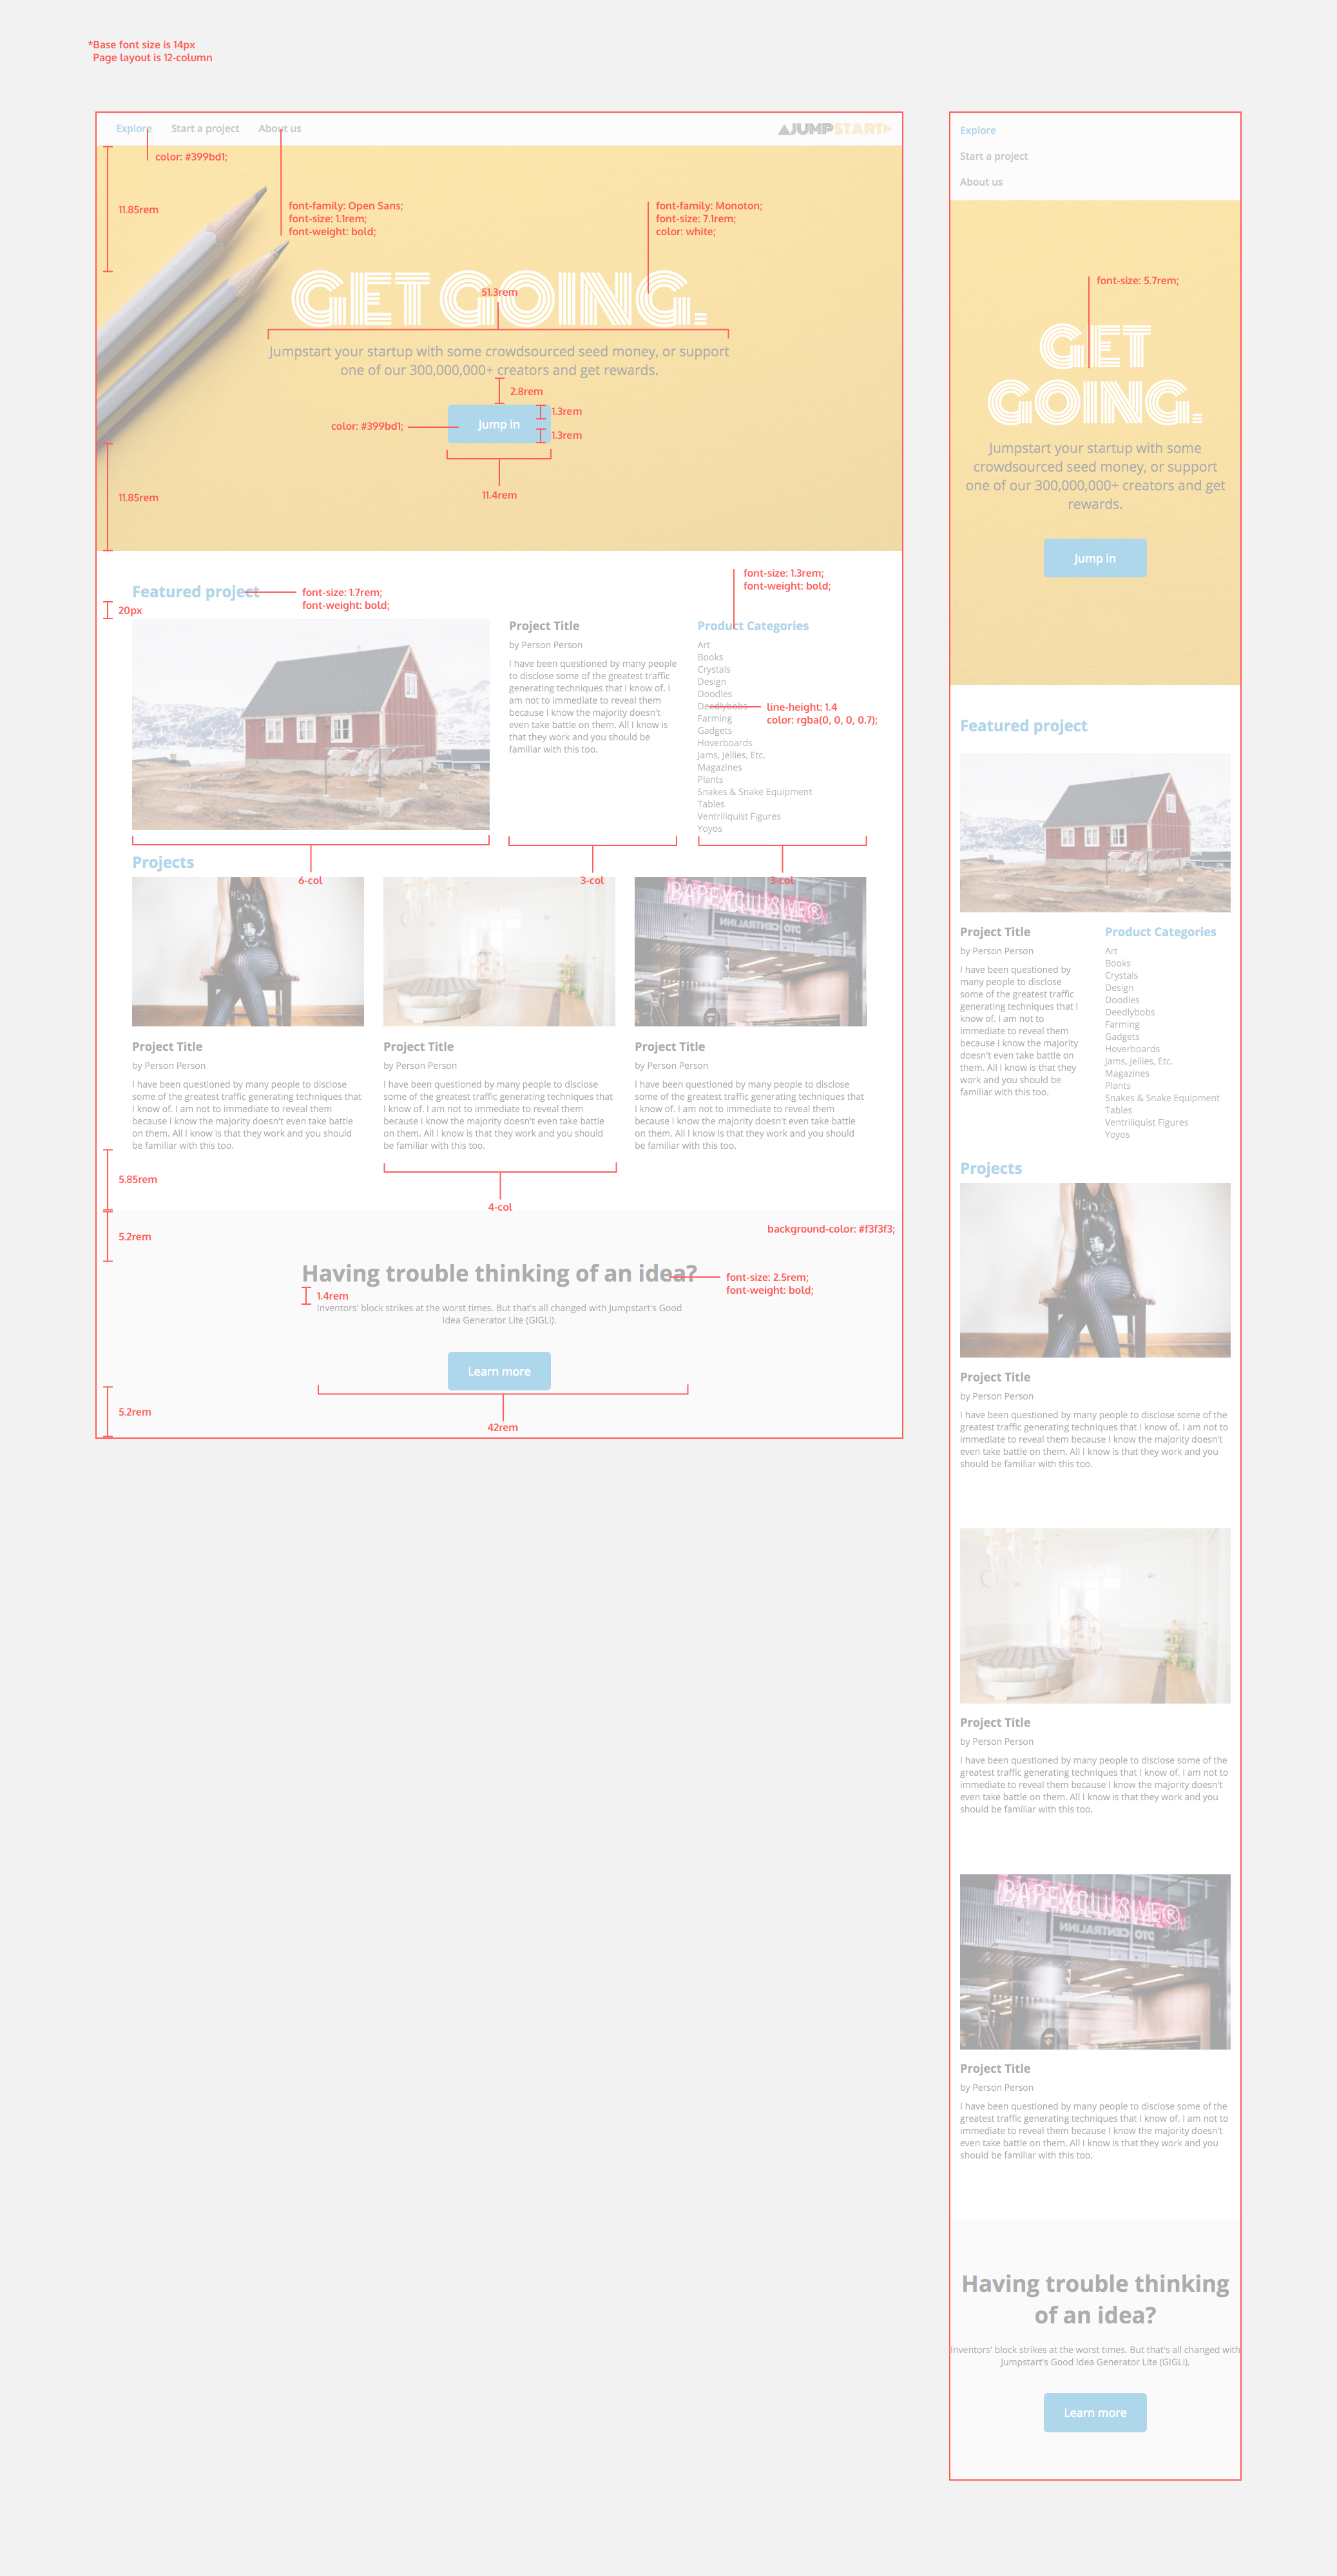 *Base font size is 14px
Page layout is 12-column
Explore
Start a project
About us
JUMPSTART
color: #399bd1;
11.85rem
font-family: Open Sans;
font-size: 1.1rem;
font-weight: bold;
font-family: Monoton;
font-size: 7.1rem;
color: white;
GET GOING.
51.3rem
Jumpstart your startup with some crowdsourced seed money, or support
one of our 300,000,000+ creators and get rewards.
2.8rem
1.3rem
color: #399bd1;
Jump in
1.3rem
11.4rem
11.85rem
Featured project
font-size: 1.7rem;
font-weight: bold;
20px
font-size: 1.3rem;
font-weight: bold;
Project Title
by Person Person
I have been questioned by many people
to disclose some of the greatest traffic
generating techniques that I know of. I
am not to immediate to reveal them
because I know the majority doesn't
even take battle on them. All I know is
that they work and you should be
familiar with this too.
Product Categories
Art
Books
Crystals
Design
Doodles
Deedlybobs
Farming
Gadgets
Hoverboards
Jams, Jellies, Etc.
Magazines
Plants
Snakes & Snake Equipment
Tables
Ventriliquist Figures
Yoyos
line-height: 1.4
color: rgba(0, 0, 0, 0.7);
6-col
3-col
3-col
Projects
BAPEXCLUSIVE®
OTO CENTRAL INN
Project Title
by Person Person
I have been questioned by many people to disclose
some of the greatest traffic generating techniques that
I know of. I am not to immediate to reveal them
because I know the majority doesn't even take battle
on them. All I know is that they work and you should
be familiar with this too.
Project Title
by Person Person
I have been questioned by many people to disclose
some of the greatest traffic generating techniques that
I know of. I am not to immediate to reveal them
because I know the majority doesn't even take battle
on them. All I know is that they work and you should
be familiar with this too.
Project Title
by Person Person
I have been questioned by many people to disclose
some of the greatest traffic generating techniques that
I know of. I am not to immediate to reveal them
because I know the majority doesn't even take battle
on them. All I know is that they work and you should
be familiar with this too.
5.85rem
4-col
5.2rem
background-color: #f3f3f3;
Having trouble thinking of an idea?
font-size: 2.5rem;
font-weight: bold;
1.4rem
Inventors' block strikes at the worst times. But that's all changed with Jumpstart's Good
Idea Generator Lite (GIGLi).
Learn more
5.2rem
42rem
Explore
Start a project
About us
font-size: 5.7rem;
GET
GOING.
Jumpstart your startup with some
crowdsourced seed money, or support
one of our 300,000,000+ creators and get
rewards.
Jump in
Featured project
Project Title
by Person Person
I have been questioned by
many people to disclose
some of the greatest traffic
generating techniques that I
know of. I am not to
immediate to reveal them
because I know the majority
doesn't even take battle on
them. All I know is that they
work and you should be
familiar with this too.
Product Categories
Art
Books
Crystals
Design
Doodles
Deedlybobs
Farming
Gadgets
Hoverboards
Jams, Jellies, Etc.
Magazines
Plants
Snakes & Snake Equipment
Tables
Ventriliquist Figures
Yoyos
Projects
Project Title
by Person Person
I have been questioned by many people to disclose some of the
greatest traffic generating techniques that I know of. I am not to
immediate to reveal them because I know the majority doesn't
even take battle on them. All I know is that they work and you
should be familiar with this too.
Project Title
by Person Person
I have been questioned by many people to disclose some of the
greatest traffic generating techniques that I know of. I am not to
immediate to reveal them because I know the majority doesn't
even take battle on them. All I know is that they work and you
should be familiar with this too.
BAPEXCLUSIVE®
OTO CENTRAL INN
Project Title
by Person Person
I have been questioned by many people to disclose some of the
greatest traffic generating techniques that I know of. I am not to
immediate to reveal them because I know the majority doesn't
even take battle on them. All I know is that they work and you
should be familiar with this too.
Having trouble thinking
of an idea?
Inventors' block strikes at the worst times. But that's all changed with
Jumpstart's Good Idea Generator Lite (GIGLi).
Learn more